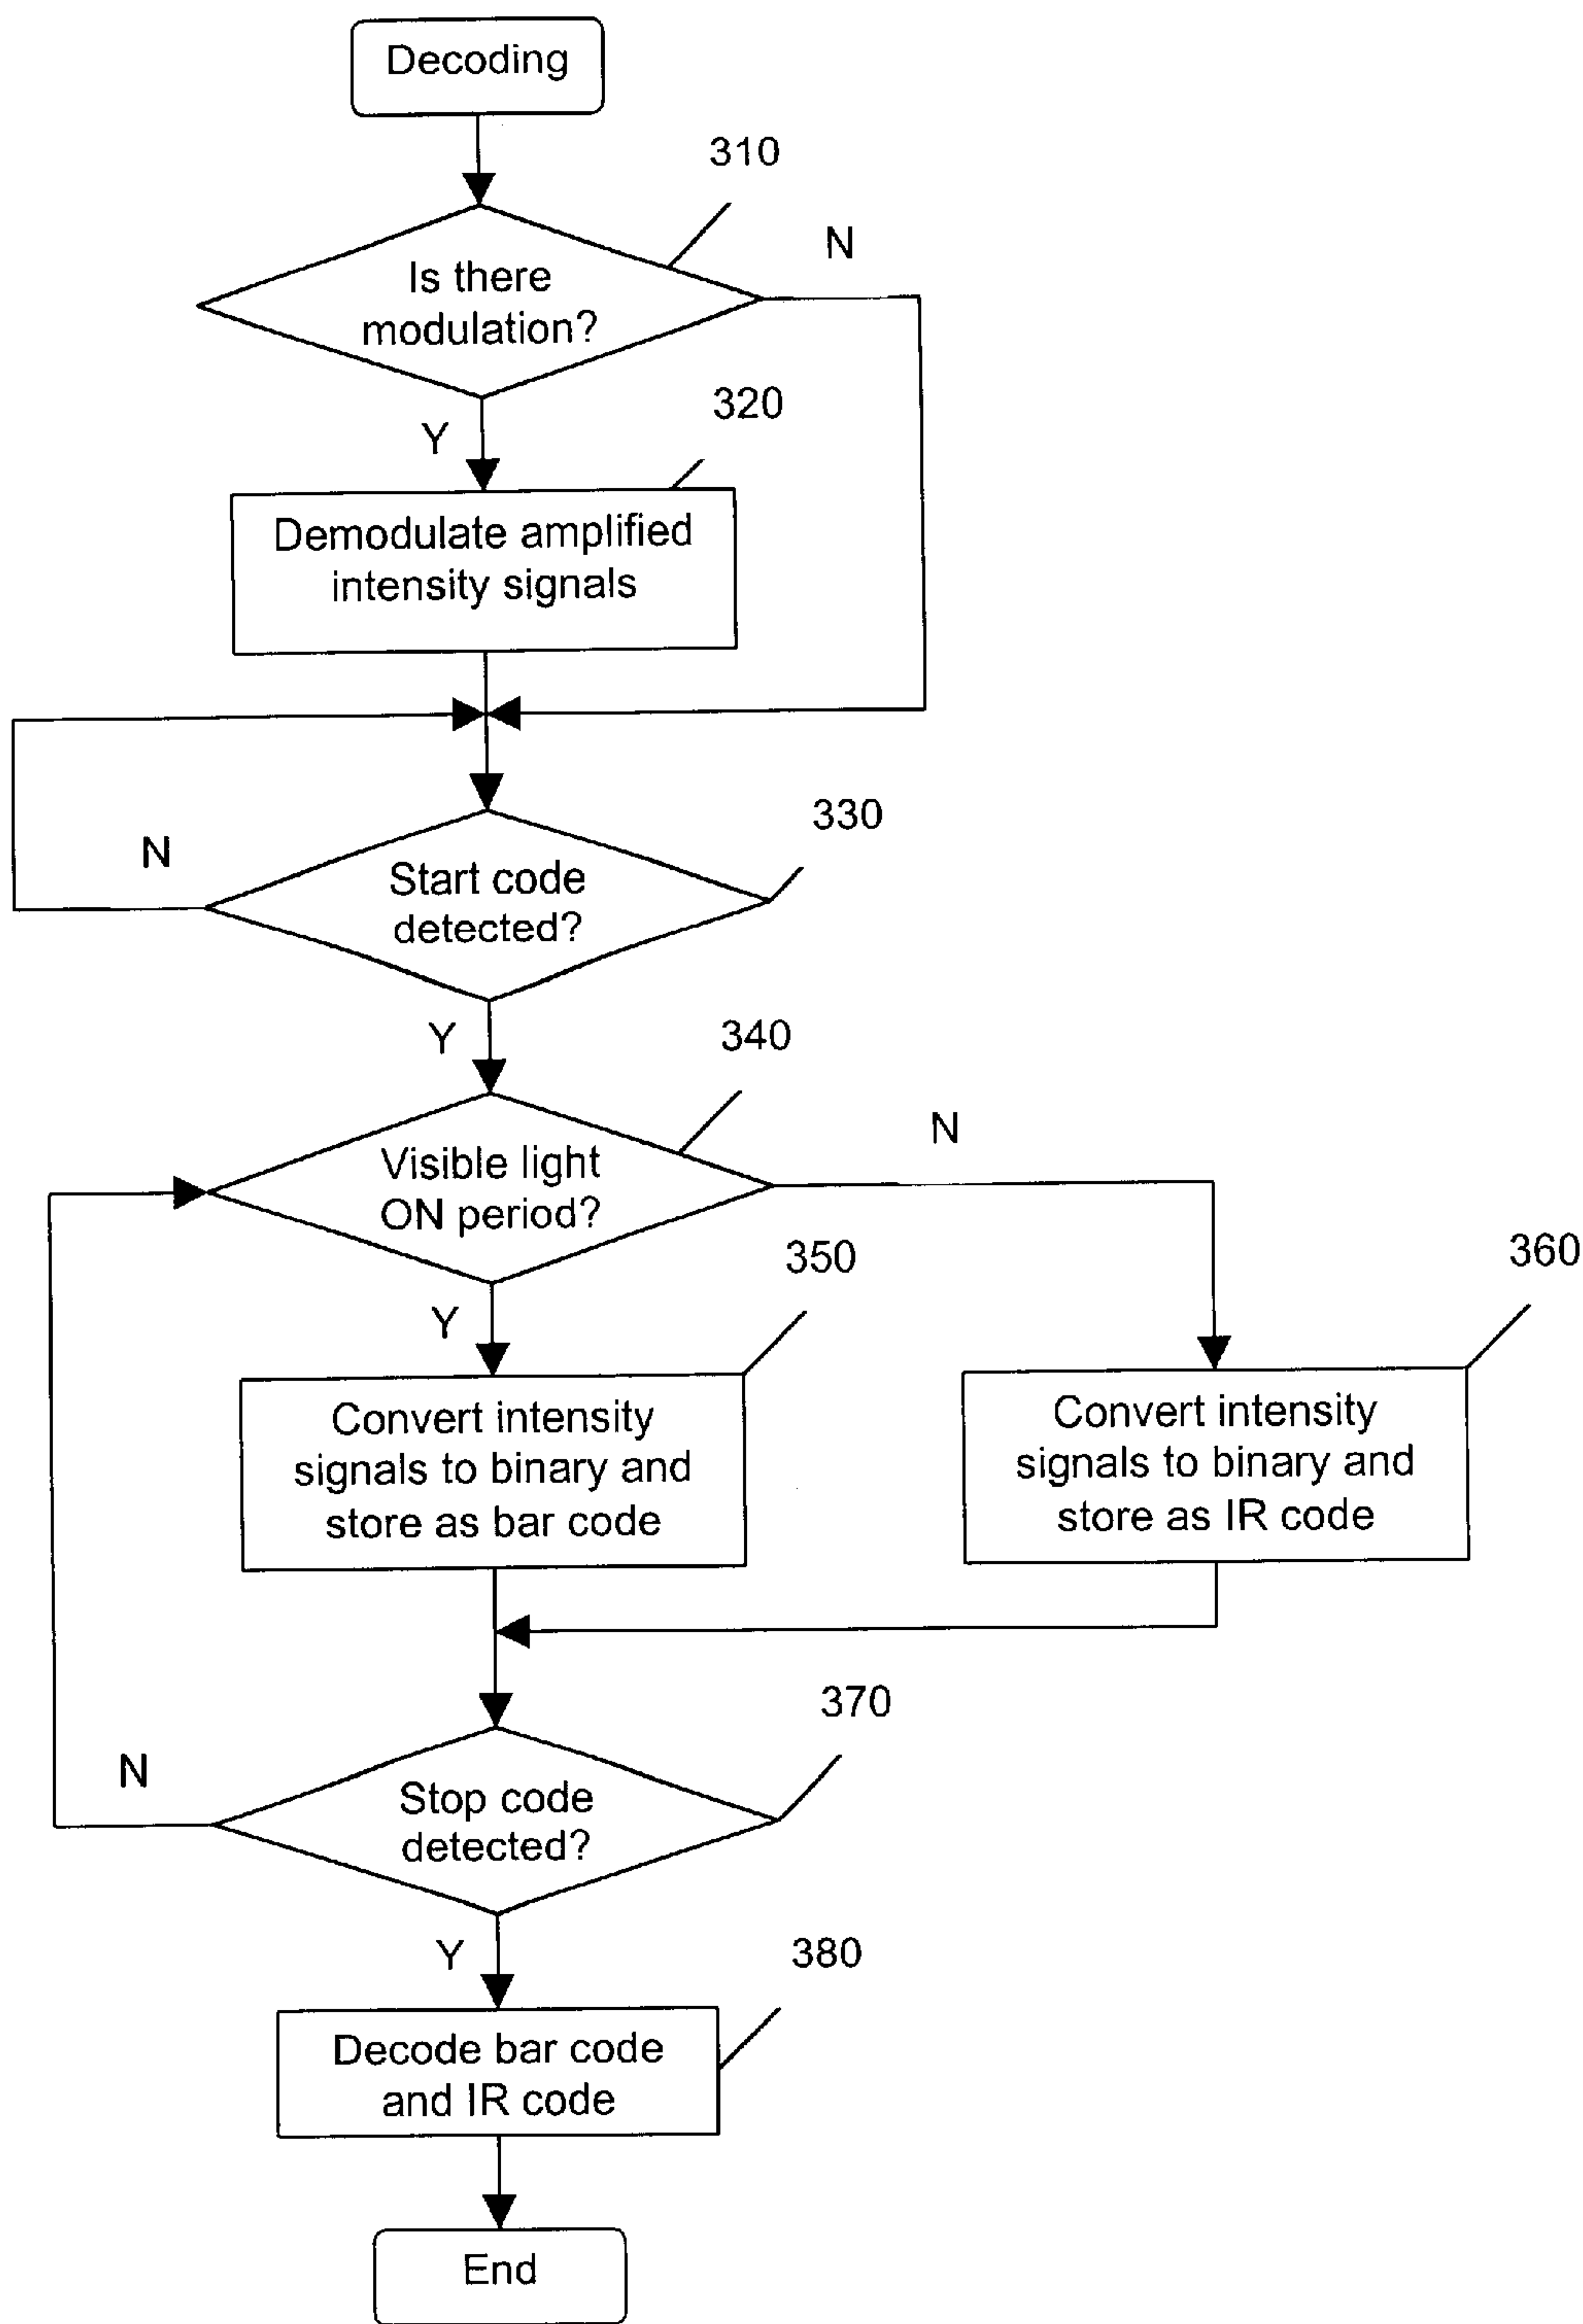 Decoding
310
N
Is there
modulation?
320
Y
Demodulate amplified
intensity signals
330
N
Start code
detected?
Y
340
N
Visible light
ON period?
350
360
Y
Convert intensity
signals to binary and
store as bar code
Convert intensity
signals to binary and
store as IR code
370
N
Stop code
detected?
Y
380
Decode bar code
and IR code
End